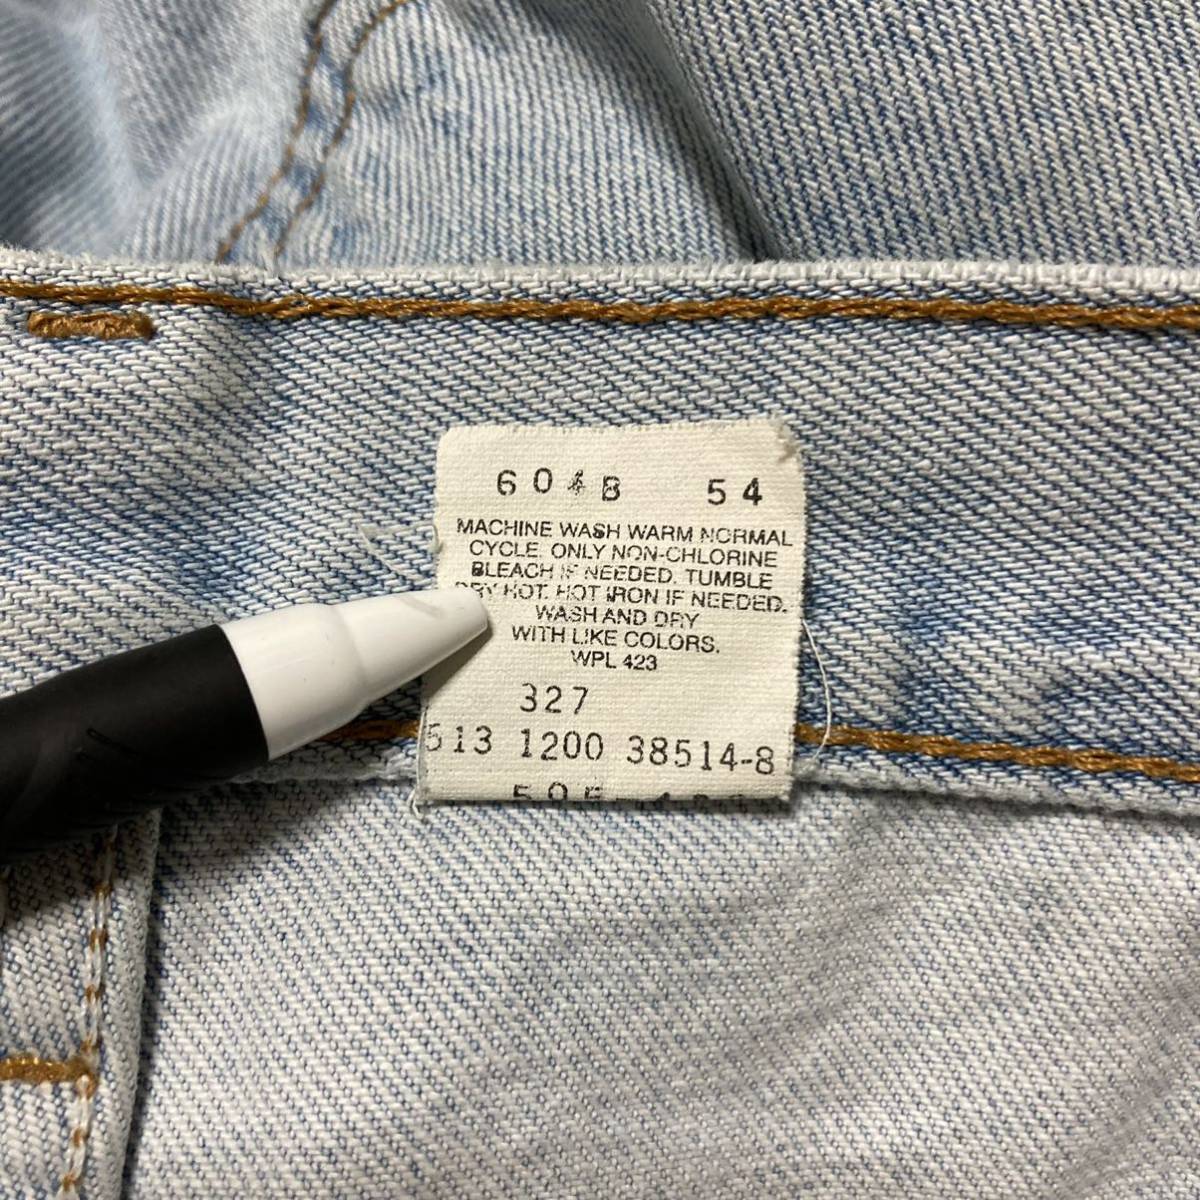 604B 54
MACHINE WASH WARM NORMAL
CYCLE. ONLY NON-CHLORINE
BLEACH IF NEEDED. TUMBLE
DRY HOT. HOT IRON IF NEEDED.
WASH AND DRY
WITH LIKE COLORS.
WPL 423
327
513 1200 38514-8